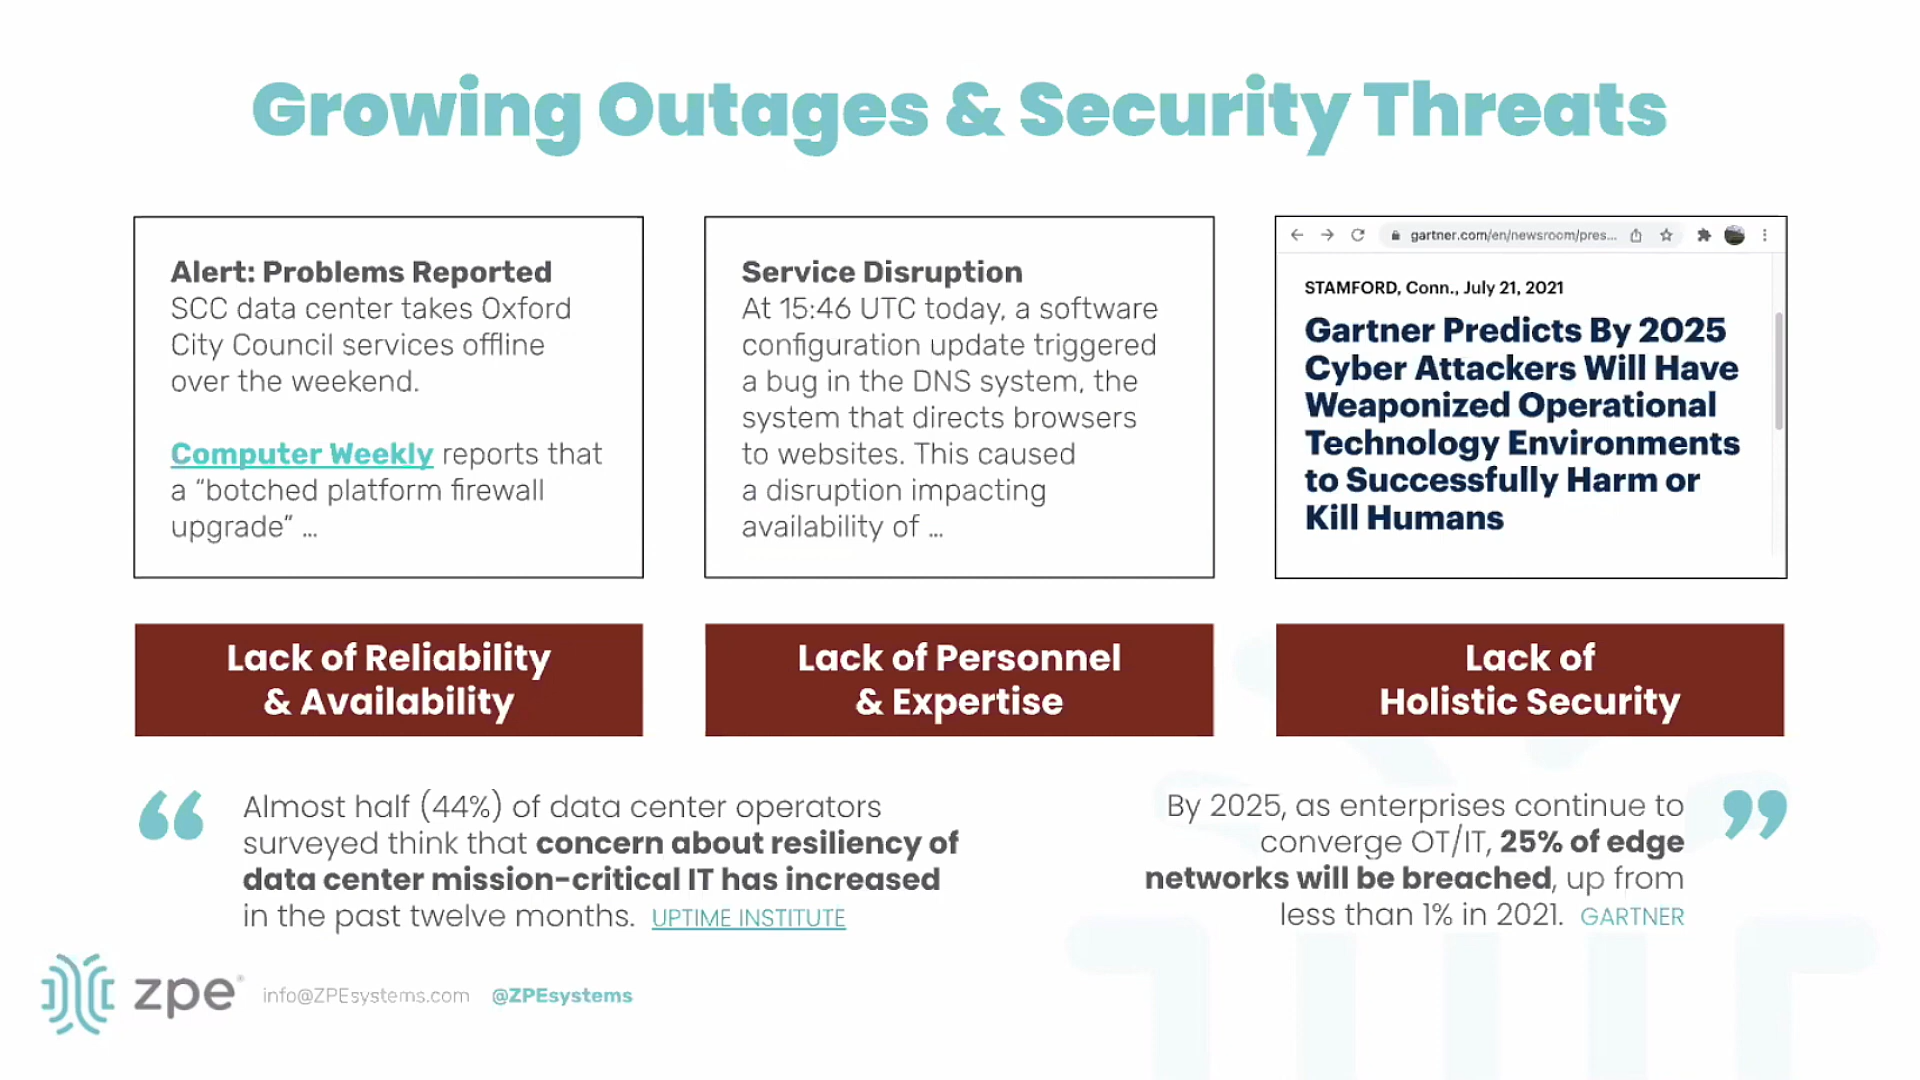 Growing Outages & Security Threats
Alert: Problems Reported
SCC data center takes Oxford
City Council services offline
over the weekend.
Computer Weekly reports that
a “botched platform firewall
upgrade” ...
Service Disruption
At 15:46 UTC today, a software
configuration update triggered
a bug in the DNS system, the
system that directs browsers
to websites. This caused
a disruption impacting
availability of ...
gartner.com/en/newsroom/pres...
STAMFORD, Conn., July 21, 2021
Gartner Predicts By 2025
Cyber Attackers Will Have
Weaponized Operational
Technology Environments
to Successfully Harm or
Kill Humans
Lack of Reliability
& Availability
Lack of Personnel
& Expertise
Lack of
Holistic Security
“
Almost half (44%) of data center operators
surveyed think that concern about resiliency of
data center mission-critical IT has increased
in the past twelve months. UPTIME INSTITUTE
By 2025, as enterprises continue to
converge OT/IT, 25% of edge
networks will be breached, up from
less than 1% in 2021. GARTNER
”
zpe® info@ZPEsystems.com @ZPEsystems